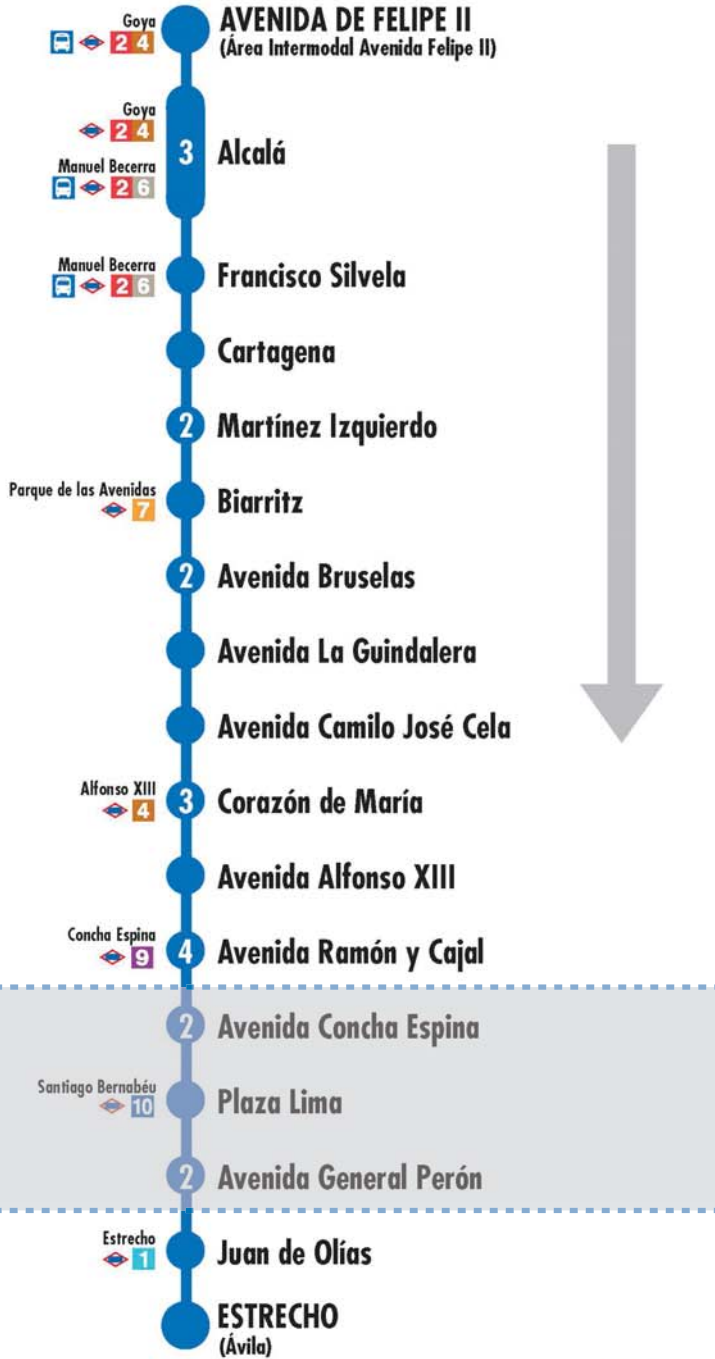 Goya
2 4
AVENIDA DE FELIPE II
(Área Intermodal Avenida Felipe II)
Goya
2 4
Manuel Becerra
2 6
3
Alcalá
Manuel Becerra
2 6
Francisco Silvela
Cartagena
2
Martínez Izquierdo
Parque de las Avenidas
7
Biarritz
2
Avenida Bruselas
Avenida La Guindalera
Avenida Camilo José Cela
Alfonso XIII
4
3
Corazón de María
Avenida Alfonso XIII
Concha Espina
9
4
Avenida Ramón y Cajal
2
Avenida Concha Espina
Santiago Bernabéu
10
Plaza Lima
2
Avenida General Perón
Estrecho
1
Juan de Olías
ESTRECHO
(Ávila)